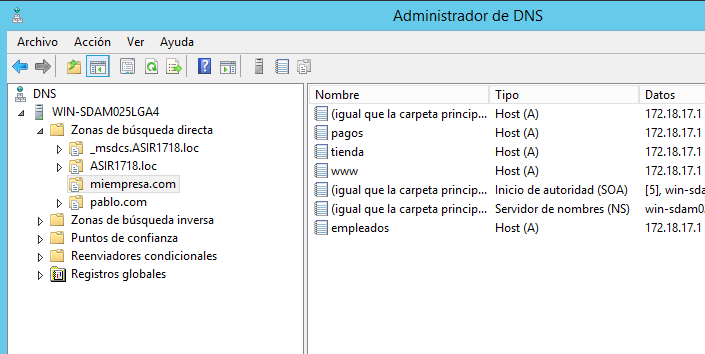 Administrador de DNS
Archivo Acción Ver Ayuda
DNS
WIN-SDAM025LGA4
Zonas de búsqueda directa
_msdcs.ASIR1718.loc
ASIR1718.loc
miempresa.com
pablo.com
Zonas de búsqueda inversa
Puntos de confianza
Reenviadores condicionales
Registros globales
Nombre Tipo Datos
(igual que la carpeta princip... Host (A) 172.18.17.1
pagos Host (A) 172.18.17.1
tienda Host (A) 172.18.17.1
www Host (A) 172.18.17.1
(igual que la carpeta princip... Inicio de autoridad (SOA) [5], win-sdam
(igual que la carpeta princip... Servidor de nombres (NS) win-sdam0
empleados Host (A) 172.18.17.1